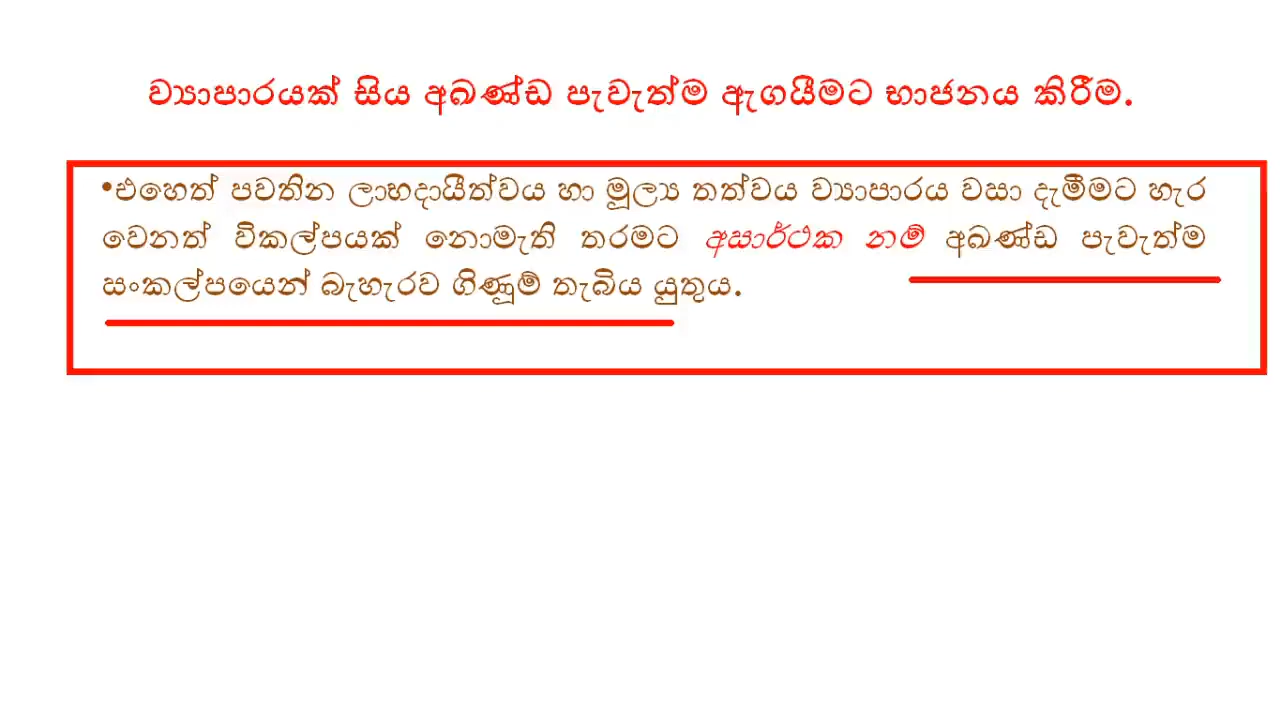 ව්‍යාපාරයක් සිය අඛණ්ඩ පැවැත්ම ඇගයීමට භාජනය කිරීම.
•එහෙත් පවතින ලාභදායීත්වය හා මූල්‍ය තත්වය ව්‍යාපාරය වසා දැමීමට හැර
වෙනත් විකල්පයක් නොමැති තරමට අසාර්ථක නම් අඛණ්ඩ පැවැත්ම
සංකල්පයෙන් බැහැරව ගිණුම් තැබිය යුතුය.